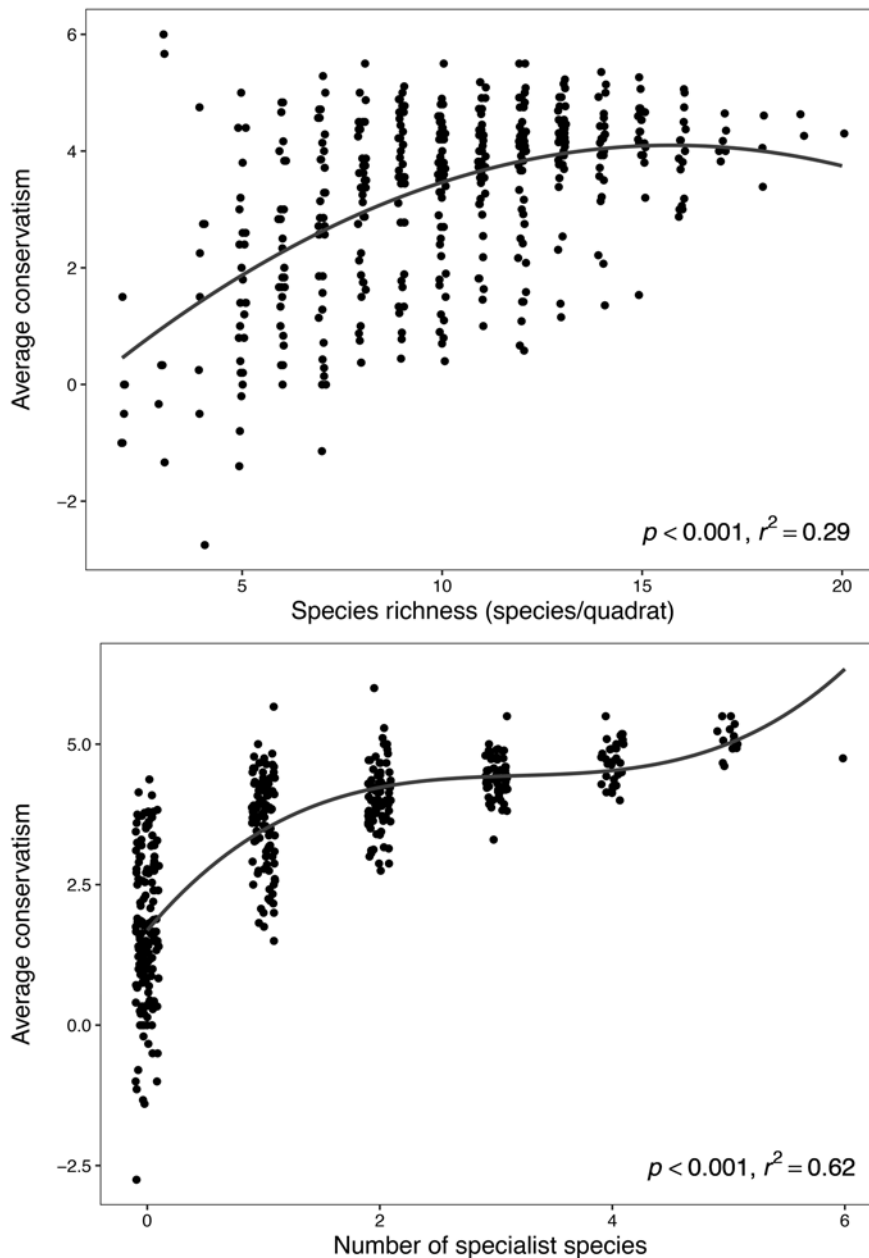 6
4
2
0
−2
Average conservatism
p < 0.001, r² = 0.29
5 10 15 20
Species richness (species/quadrat)
5.0
2.5
0.0
−2.5
Average conservatism
p < 0.001, r² = 0.62
0 2 4 6
Number of specialist species